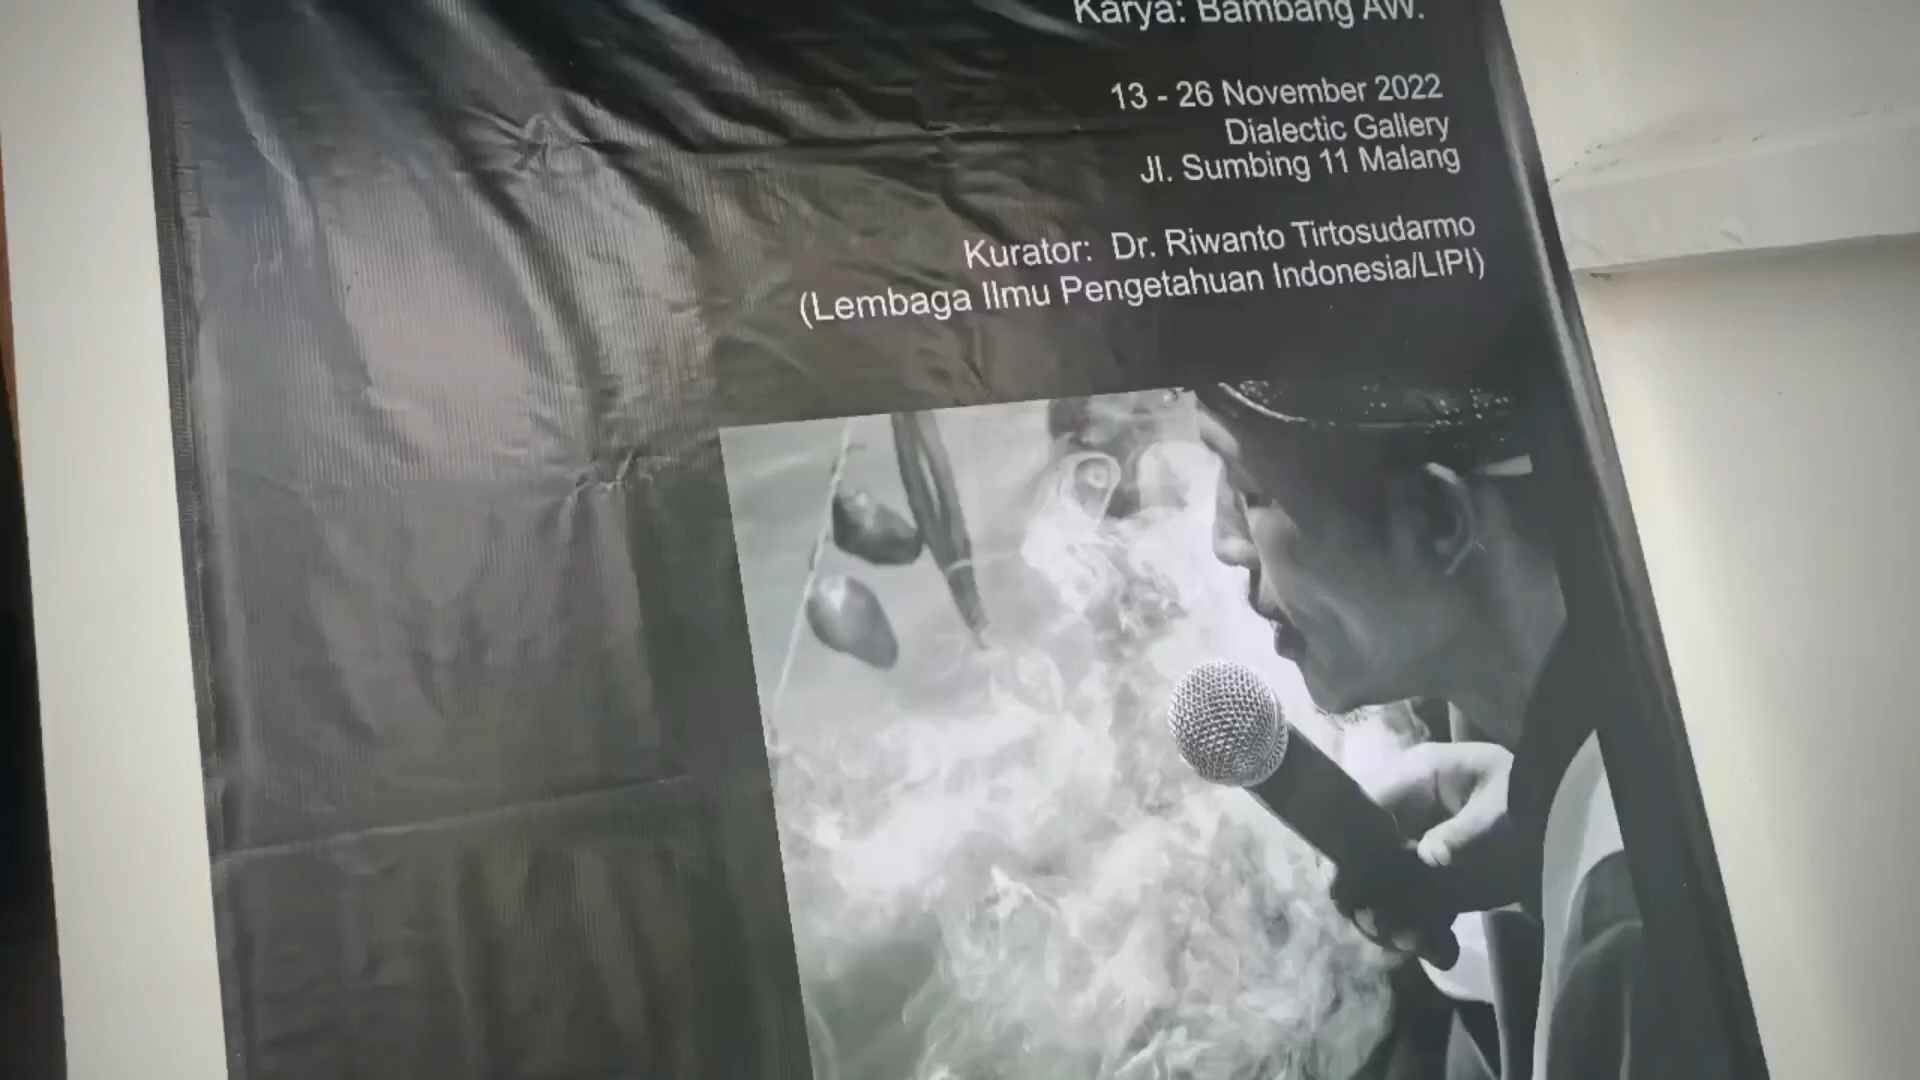 Karya: Bambang AW.
13 - 26 November 2022
Dialectic Gallery
Jl. Sumbing 11 Malang
Kurator: Dr. Riwanto Tirtosudarmo
(Lembaga Ilmu Pengetahuan Indonesia/LIPI)